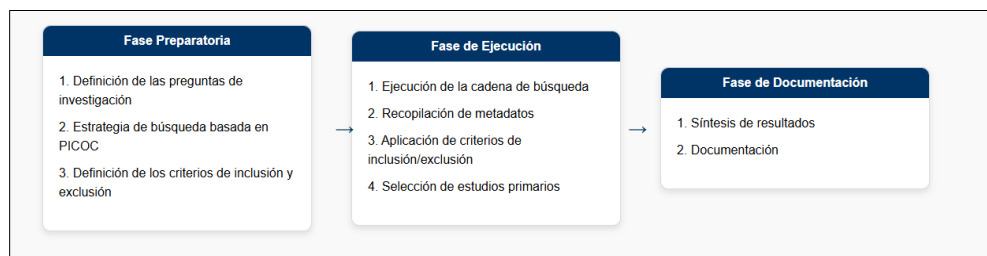 Fase Preparatoria
1. Definición de las preguntas de
investigación
2. Estrategia de búsqueda basada en
PICOC
3. Definición de los criterios de inclusión y
exclusión
→
Fase de Ejecución
1. Ejecución de la cadena de búsqueda
2. Recopilación de metadatos
3. Aplicación de criterios de
inclusión/exclusión
4. Selección de estudios primarios
→
Fase de Documentación
1. Síntesis de resultados
2. Documentación